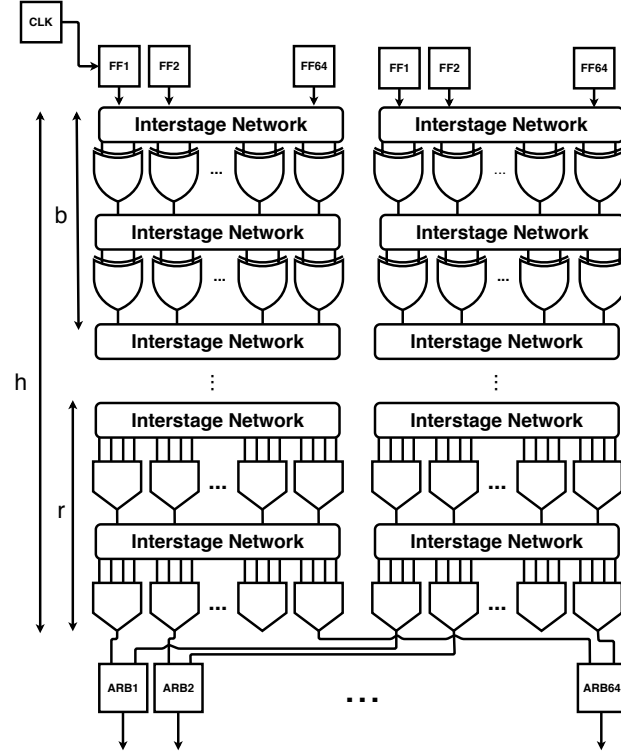 CLK
FF1 FF2 FF64 FF1 FF2 FF64
Interstage Network Interstage Network
... ...
b
Interstage Network Interstage Network
... ...
Interstage Network Interstage Network
h
⋮ ⋮
Interstage Network Interstage Network
... ...
r
Interstage Network Interstage Network
... ...
ARB1 ARB2 ... ARB64